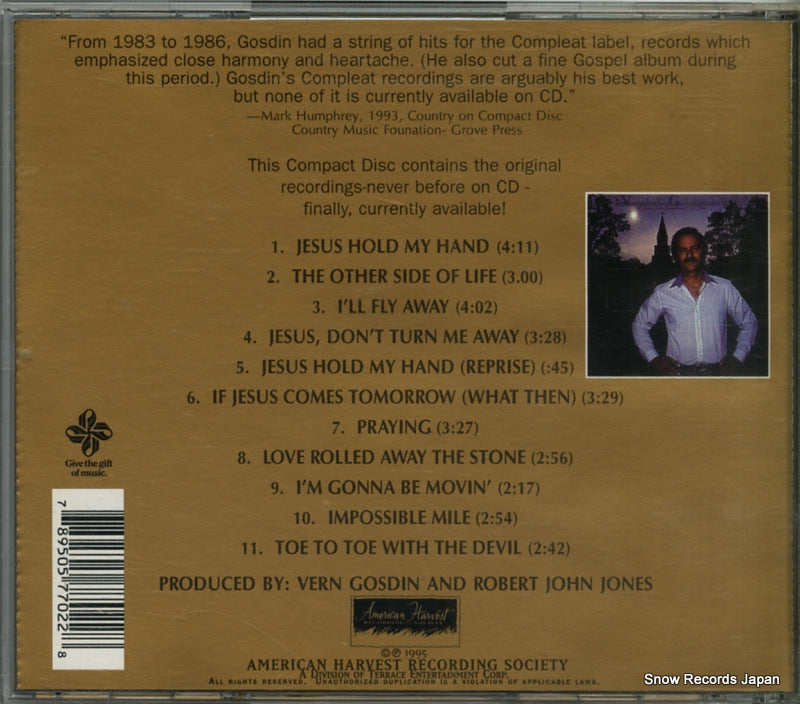 “From 1983 to 1986, Gosdin had a string of hits for the Compleat label, records which
emphasized close harmony and heartache. (He also cut a fine Gospel album during
this period.) Gosdin's Compleat recordings are arguably his best work,
but none of it is currently available on CD.”
—Mark Humphrey, 1993, Country on Compact Disc
Country Music Founation- Grove Press
This Compact Disc contains the original
recordings-never before on CD -
finally, currently available!
1. JESUS HOLD MY HAND (4:11)
2. THE OTHER SIDE OF LIFE (3.00)
3. I'LL FLY AWAY (4:02)
4. JESUS, DON'T TURN ME AWAY (3:28)
5. JESUS HOLD MY HAND (REPRISE) (:45)
6. IF JESUS COMES TOMORROW (WHAT THEN) (3:29)
7. PRAYING (3:27)
8. LOVE ROLLED AWAY THE STONE (2:56)
9. I'M GONNA BE MOVIN' (2:17)
10. IMPOSSIBLE MILE (2:54)
11. TOE TO TOE WITH THE DEVIL (2:42)
Give the gift
of music.
7 89505 77022 8
PRODUCED BY: VERN GOSDIN AND ROBERT JOHN JONES
American Harvest
RECORDING SOCIETY
©℗ 1995
AMERICAN HARVEST RECORDING SOCIETY
A DIVISION OF TERRACE ENTERTAINMENT CORP.
ALL RIGHTS RESERVED. UNAUTHORIZED DUPLICATION IS A VIOLATION OF APPLICABLE LAWS.
Snow Records Japan